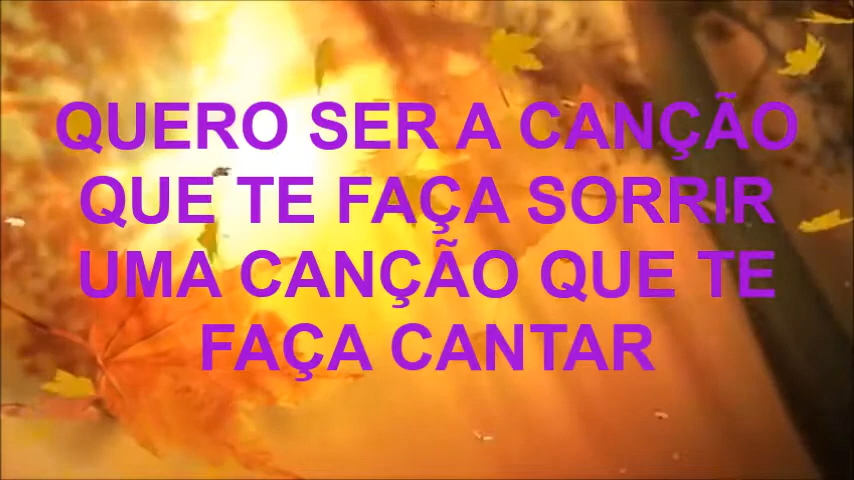 QUERO SER A CANÇÃO
QUE TE FAÇA SORRIR
UMA CANÇÃO QUE TE
FAÇA CANTAR